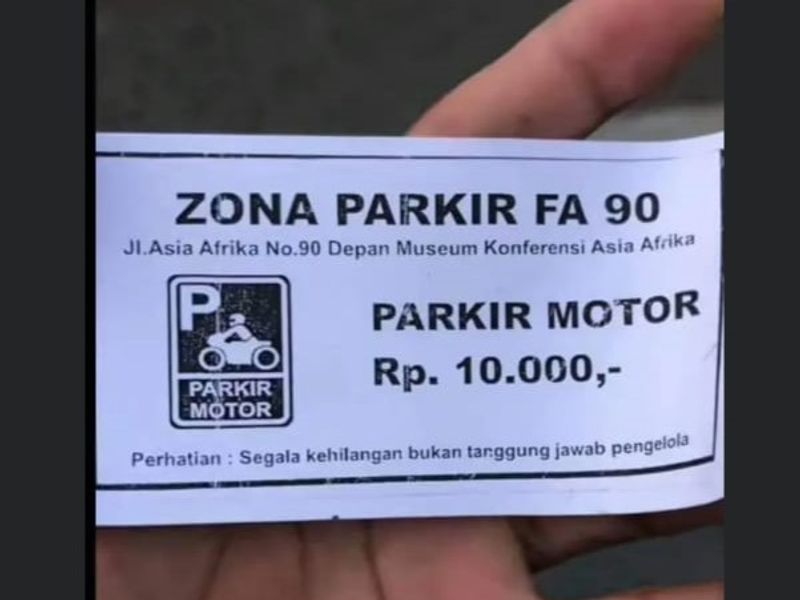 ZONA PARKIR FA 90
Jl.Asia Afrika No.90 Depan Museum Konferensi Asia Afrika
P
PARKIR MOTOR
PARKIR MOTOR
Rp. 10.000,-
Perhatian : Segala kehilangan bukan tanggung jawab pengelola